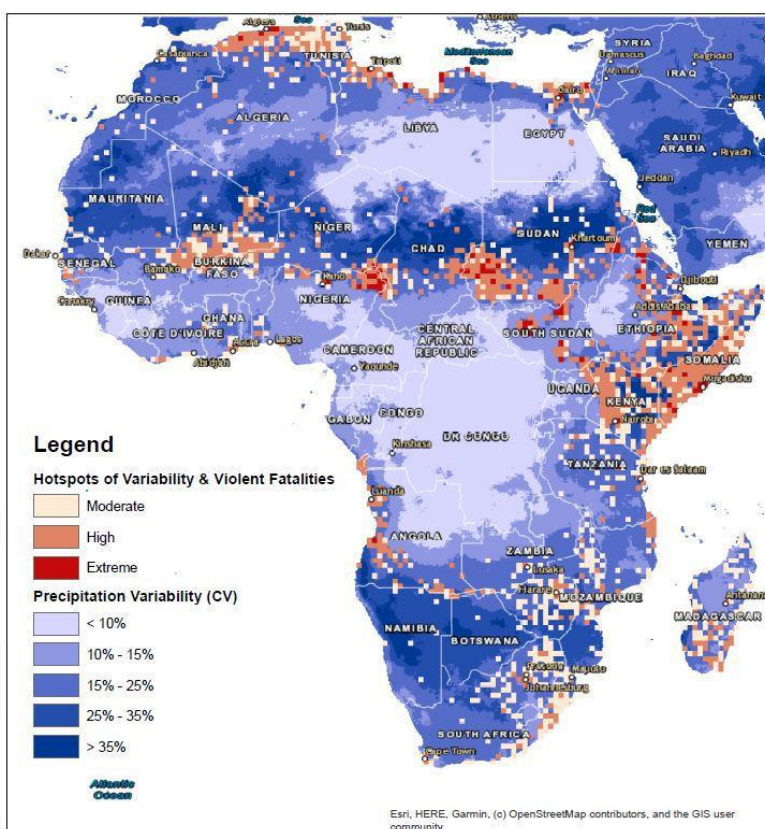 Algiers
Sea
Tunis
Athens
SYRIA
Casablanca
TUNISIA
Tripoli
Mediterranean
Sea
Damascus
Baghdad
Amman
IRAQ
Cairo
Kuwait
MOROCCO
ALGERIA
LIBYA
EGYPT
SAUDI
ARABIA
Riyadh
Jeddah
MAURITANIA
Red
Sea
MALI
NIGER
CHAD
SUDAN
Khartoum
YEMEN
Dakar
SENEGAL
Bamako
BURKINA
FASO
Kano
Djibouti
Conakry
GUINEA
NIGERIA
Addis Ababa
GHANA
ETHIOPIA
COTE D'IVOIRE
Accra
Lagos
CENTRAL
AFRICAN
REPUBLIC
SOUTH SUDAN
Abidjan
CAMEROON
Yaounde
SOMALIA
Mogadishu
UGANDA
KENYA
GABON
CONGO
Nairobi
Kinshasa
DR CONGO
TANZANIA
Dar es Salaam
Luanda
ANGOLA
ZAMBIA
Lusaka
Harare
MOZAMBIQUE
MADAGASCAR
NAMIBIA
BOTSWANA
Pretoria
Maputo
Johannesburg
SOUTH AFRICA
Cape Town
Legend
Hotspots of Variability & Violent Fatalities
Moderate
High
Extreme
Precipitation Variability (CV)
< 10%
10% - 15%
15% - 25%
25% - 35%
> 35%
Atlantic
Ocean
Esri, HERE, Garmin, (c) OpenStreetMap contributors, and the GIS user
community